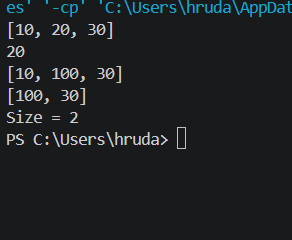 es' '-cp' 'C:\Users\hruda\AppDat
[10, 20, 30]
20
[10, 100, 30]
[100, 30]
Size = 2
PS C:\Users\hruda>